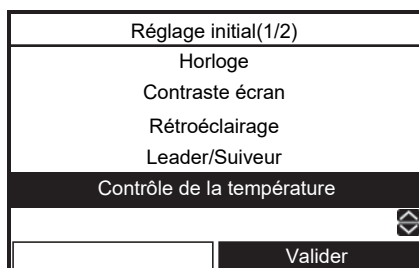 Réglage initial(1/2)
Horloge
Contraste écran
Rétroéclairage
Leader/Suiveur
Contrôle de la température
Valider